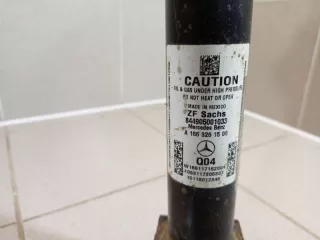 CAUTION
OIL & GAS UNDER HIGH PRESSURE
DO NOT HEAT OR OPEN
MADE IN MEXICO
ZF Sachs
844905001033
Mercedes Benz
A 166 326 16 00
Q04